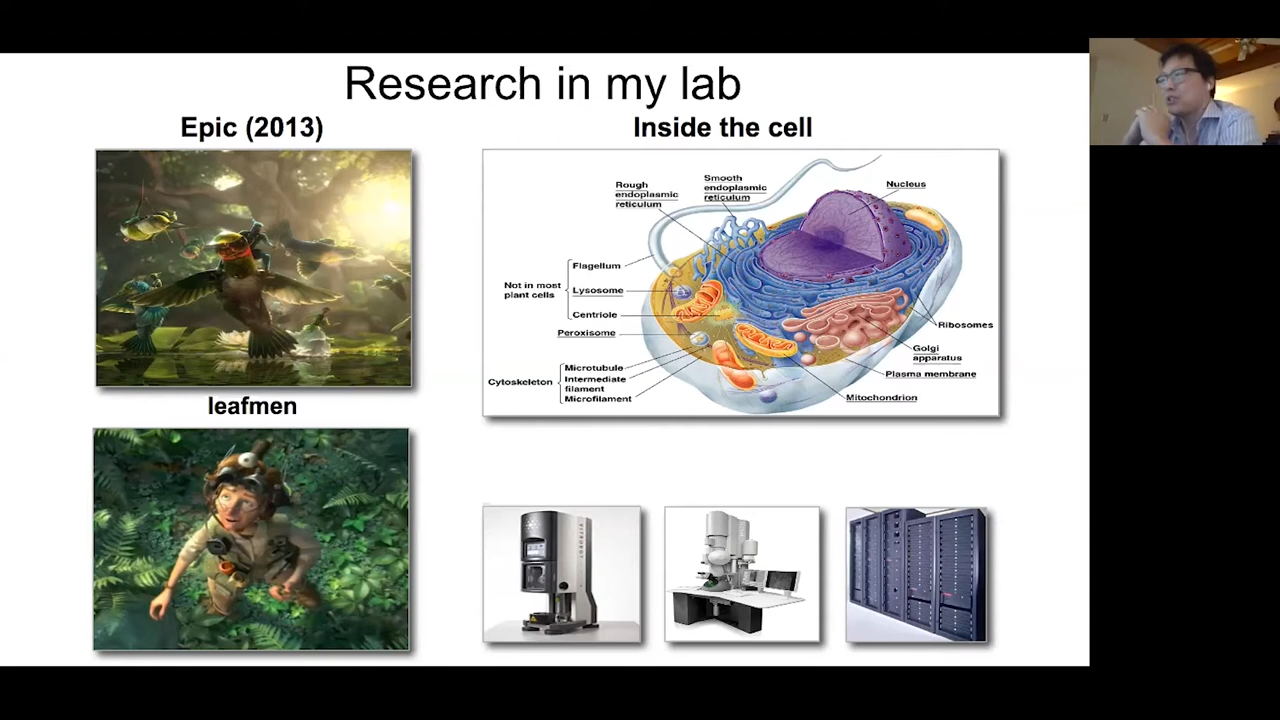 Research in my lab
Epic (2013)
leafmen
Inside the cell
Rough
endoplasmic
reticulum
Smooth
endoplasmic
reticulum
Nucleus
Flagellum
Not in most
plant cells
Lysosome
Centriole
Peroxisome
Cytoskeleton
Microtubule
Intermediate
filament
Microfilament
Ribosomes
Golgi
apparatus
Plasma membrane
Mitochondrion
VITROBOT